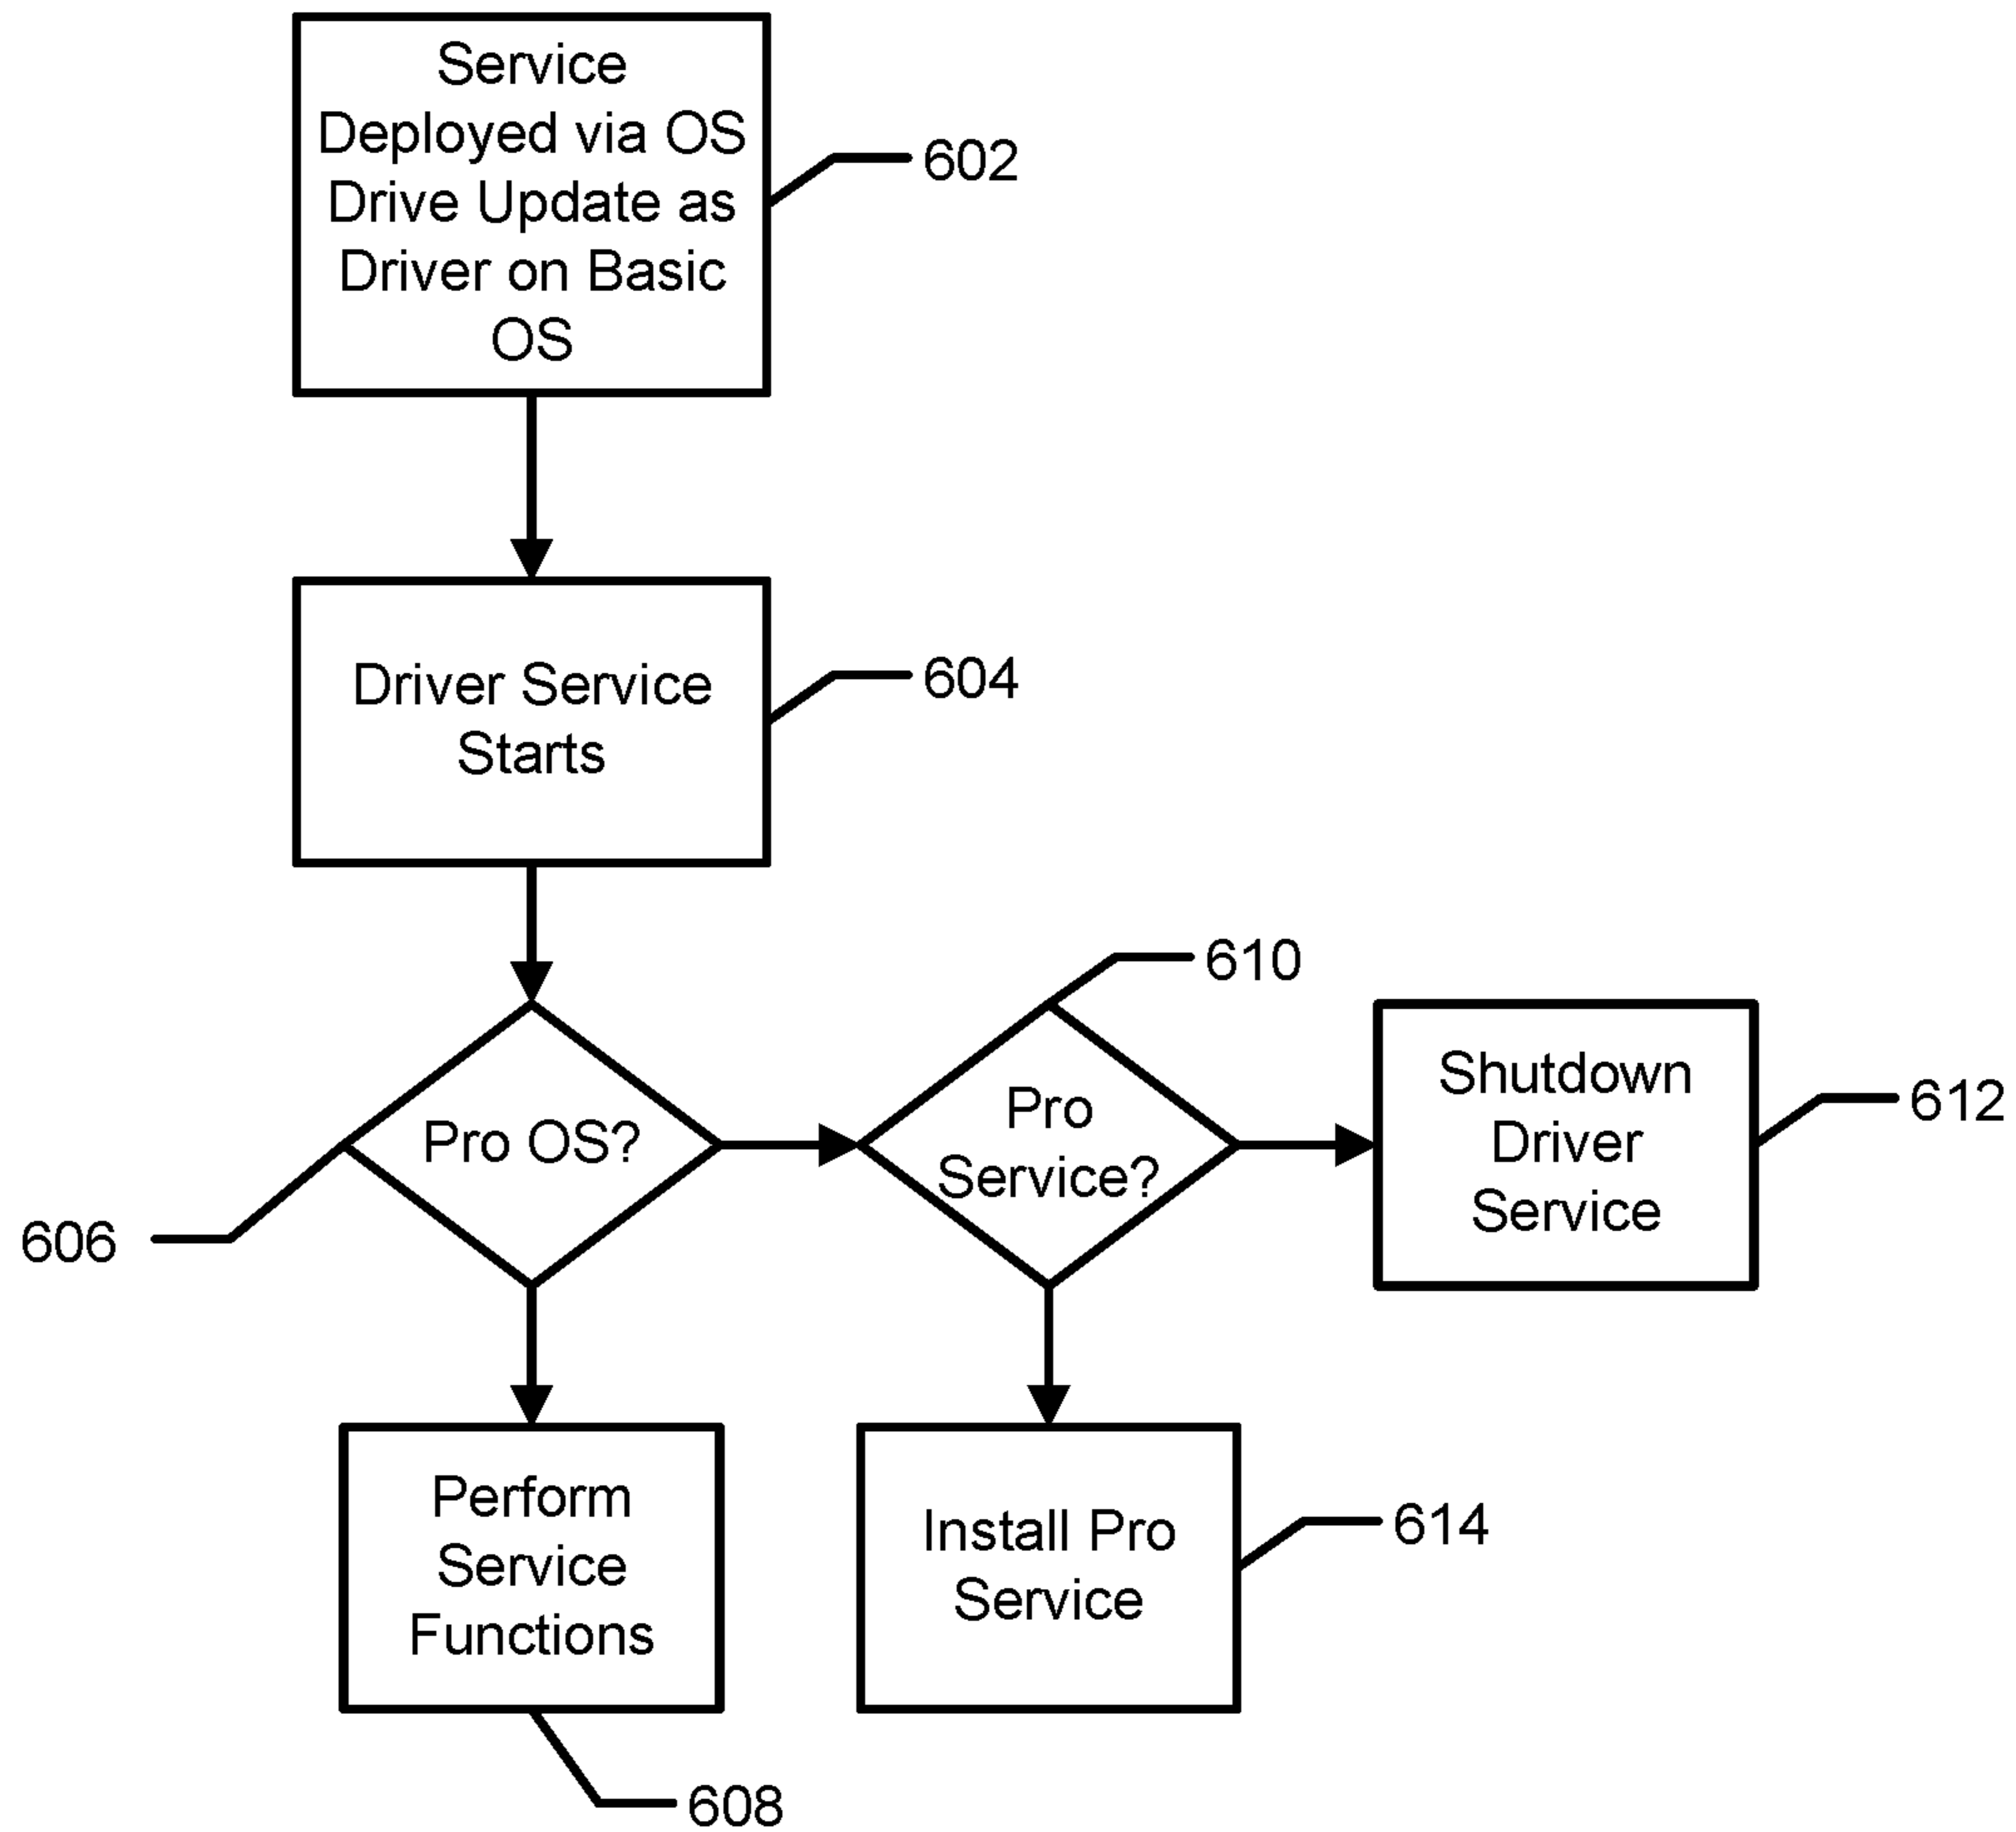 Service
Deployed via OS
Drive Update as
Driver on Basic
OS
602
Driver Service
Starts
604
Pro OS?
606
Pro
Service?
610
Shutdown
Driver
Service
612
Perform
Service
Functions
608
Install Pro
Service
614